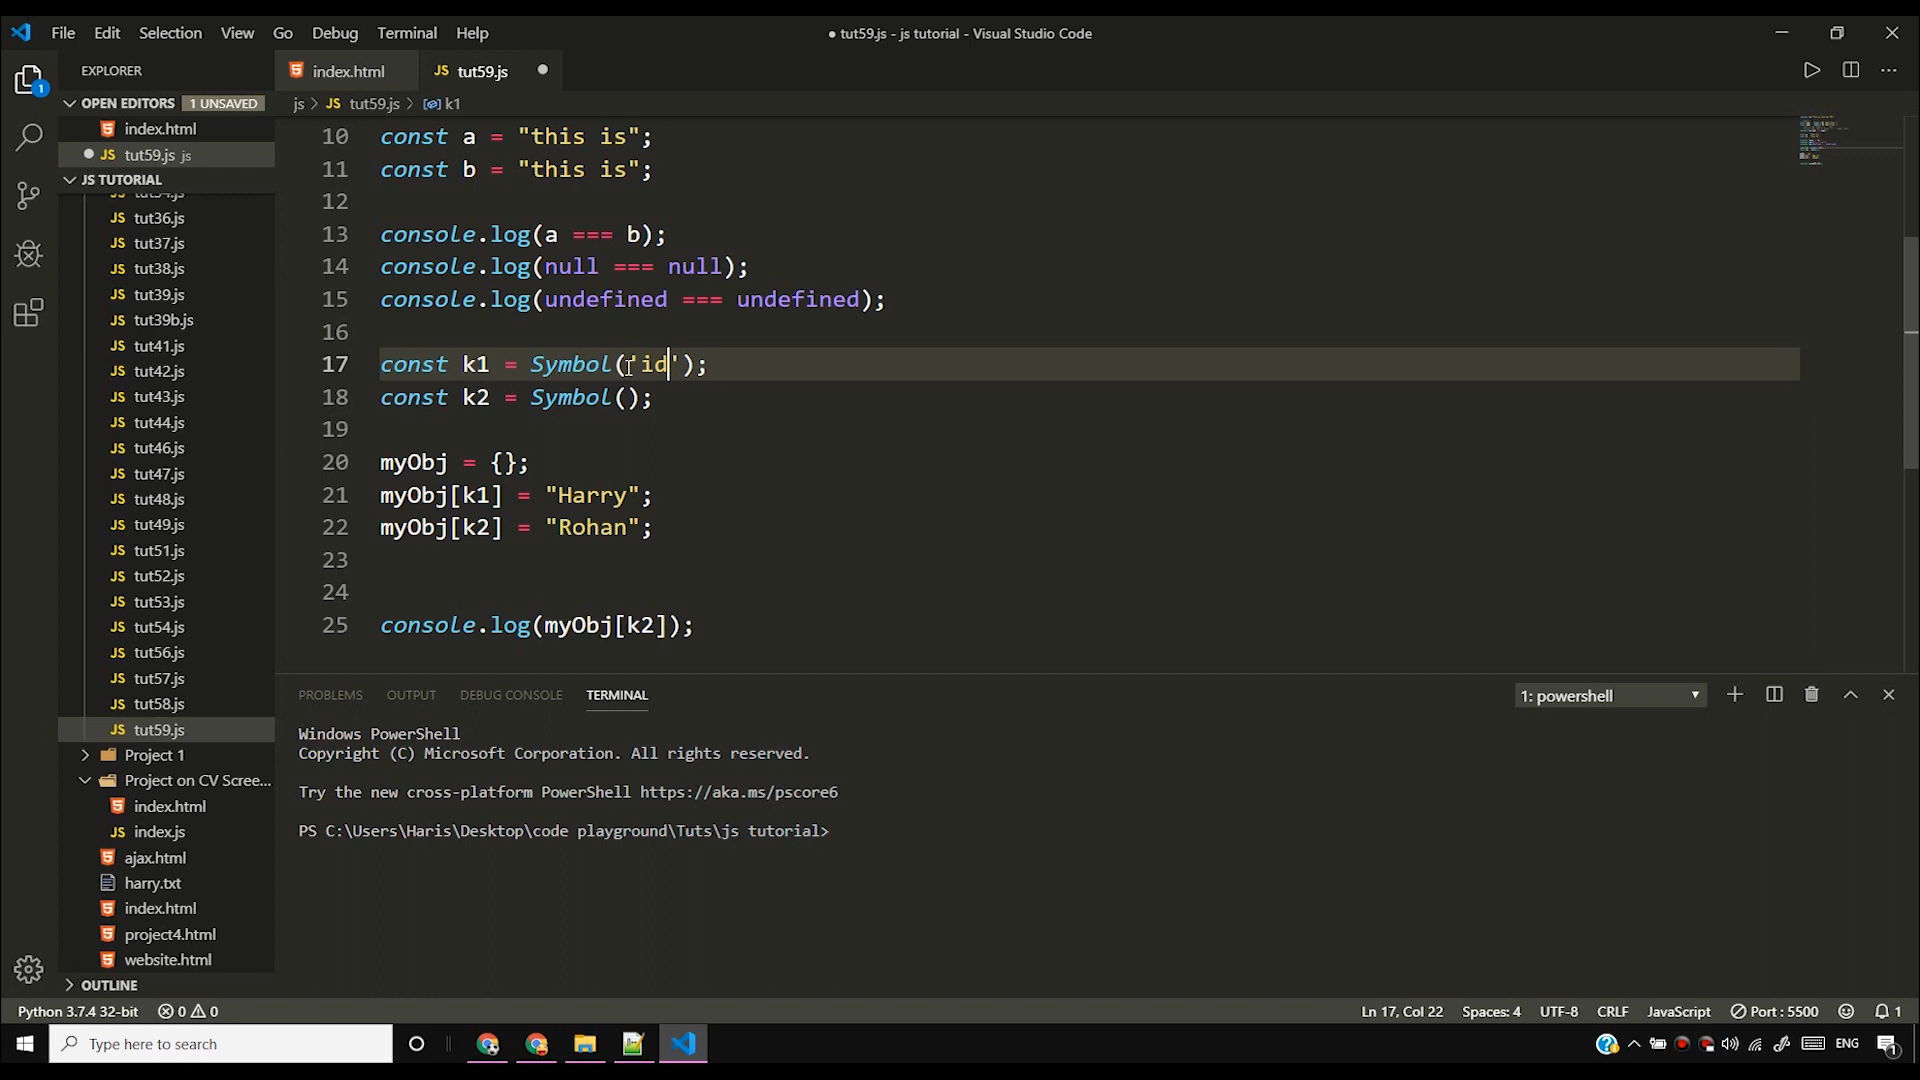 File Edit Selection View Go Debug Terminal Help
● tut59.js - js tutorial - Visual Studio Code
EXPLORER
index.html
JS tut59.js
js > JS tut59.js > k1
OPEN EDITORS 1 UNSAVED
index.html
JS tut59.js js
JS TUTORIAL
JS tut36.js
JS tut37.js
JS tut38.js
JS tut39.js
JS tut39b.js
JS tut41.js
JS tut42.js
JS tut43.js
JS tut44.js
JS tut46.js
JS tut47.js
JS tut48.js
JS tut49.js
JS tut51.js
JS tut52.js
JS tut53.js
JS tut54.js
JS tut56.js
JS tut57.js
JS tut58.js
JS tut59.js
Project 1
Project on CV Scree...
index.html
JS index.js
ajax.html
harry.txt
index.html
project4.html
website.html
OUTLINE
10 const a = "this is";
11 const b = "this is";
12
13 console.log(a === b);
14 console.log(null === null);
15 console.log(undefined === undefined);
16
17 const k1 = Symbol('id');
18 const k2 = Symbol();
19
20 myObj = {};
21 myObj[k1] = "Harry";
22 myObj[k2] = "Rohan";
23
24
25 console.log(myObj[k2]);
PROBLEMS OUTPUT DEBUG CONSOLE TERMINAL
1: powershell
Windows PowerShell
Copyright (C) Microsoft Corporation. All rights reserved.
Try the new cross-platform PowerShell https://aka.ms/pscore6
PS C:\Users\Haris\Desktop\code playground\Tuts\js tutorial>
Python 3.7.4 32-bit 0 0
Ln 17, Col 22 Spaces: 4 UTF-8 CRLF JavaScript Port : 5500 1
Type here to search
ENG
1